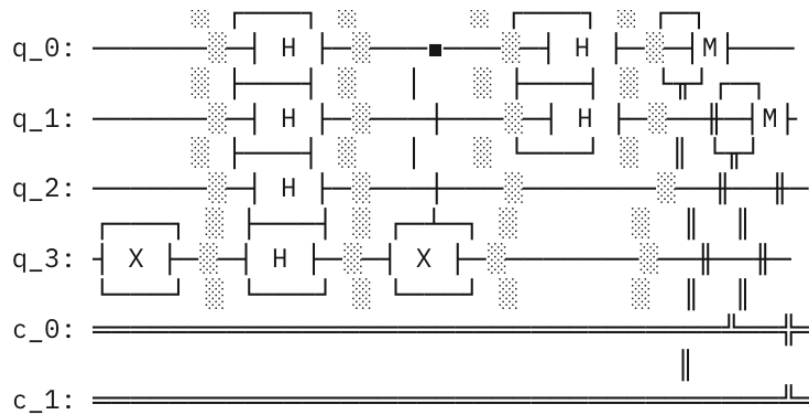 q_0: H H M
q_1: H H M
q_2: H
q_3: X H X
c_0:
c_1: